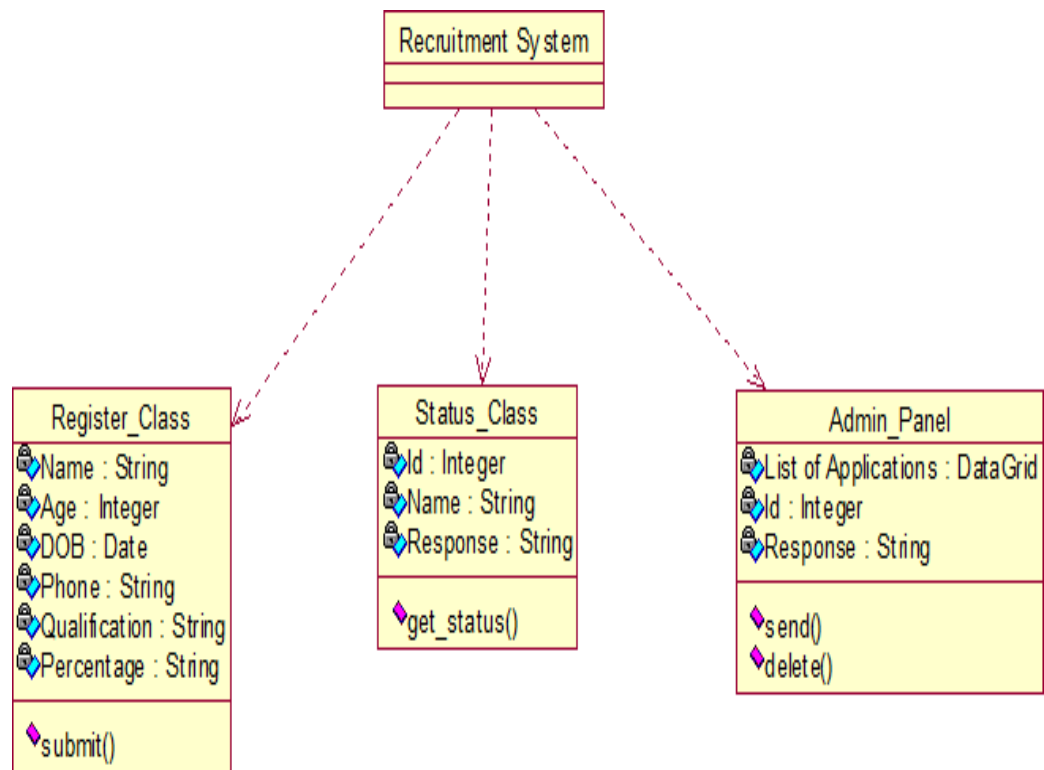 Recruitment System
Register_Class
Name : String
Age : Integer
DOB : Date
Phone : String
Qualification : String
Percentage : String
submit()
Status_Class
Id : Integer
Name : String
Response : String
get_status()
Admin_Panel
List of Applications : DataGrid
Id : Integer
Response : String
send()
delete()